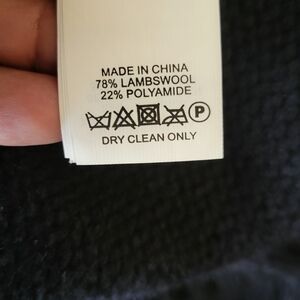 MADE IN CHINA
78% LAMBSWOOL
22% POLYAMIDE
P
DRY CLEAN ONLY